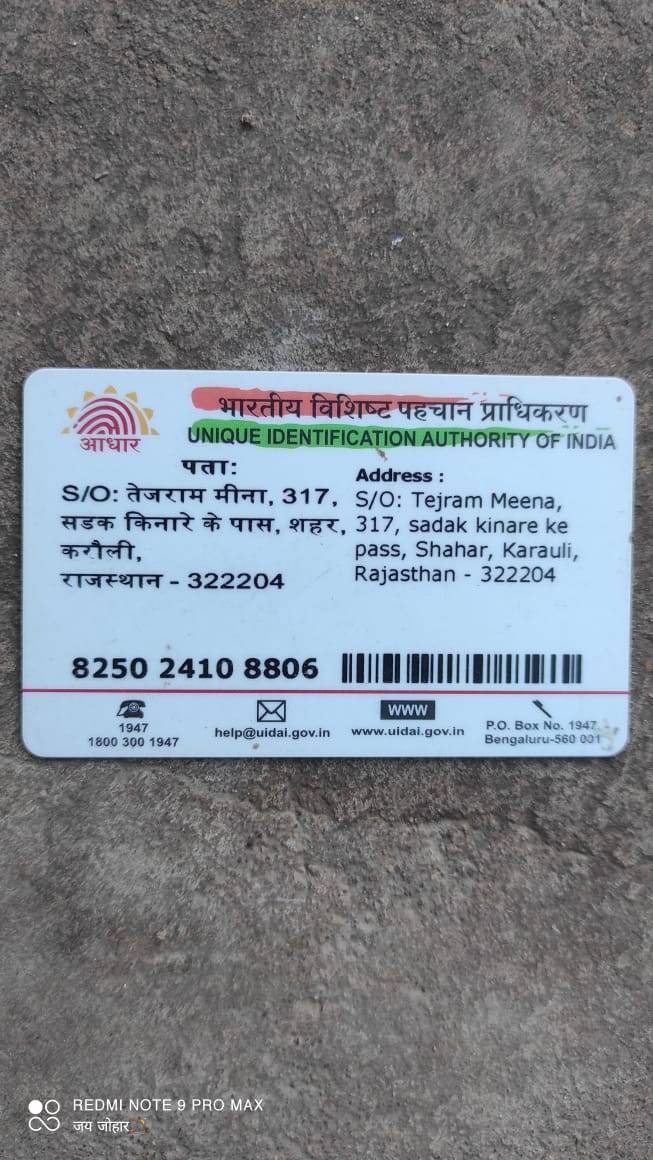 भारतीय विशिष्ट पहचान प्राधिकरण
UNIQUE IDENTIFICATION AUTHORITY OF INDIA
आधार
पता:
S/O: तेजराम मीना, 317,
सडक किनारे के पास, शहर,
करौली,
राजस्थान - 322204
Address :
S/O: Tejram Meena,
317, sadak kinare ke
pass, Shahar, Karauli,
Rajasthan - 322204
8250 2410 8806
1947
1800 300 1947
help@uidai.gov.in
WWW
www.uidai.gov.in
P.O. Box No. 1947,
Bengaluru-560 001
REDMI NOTE 9 PRO MAX
जय जोहार